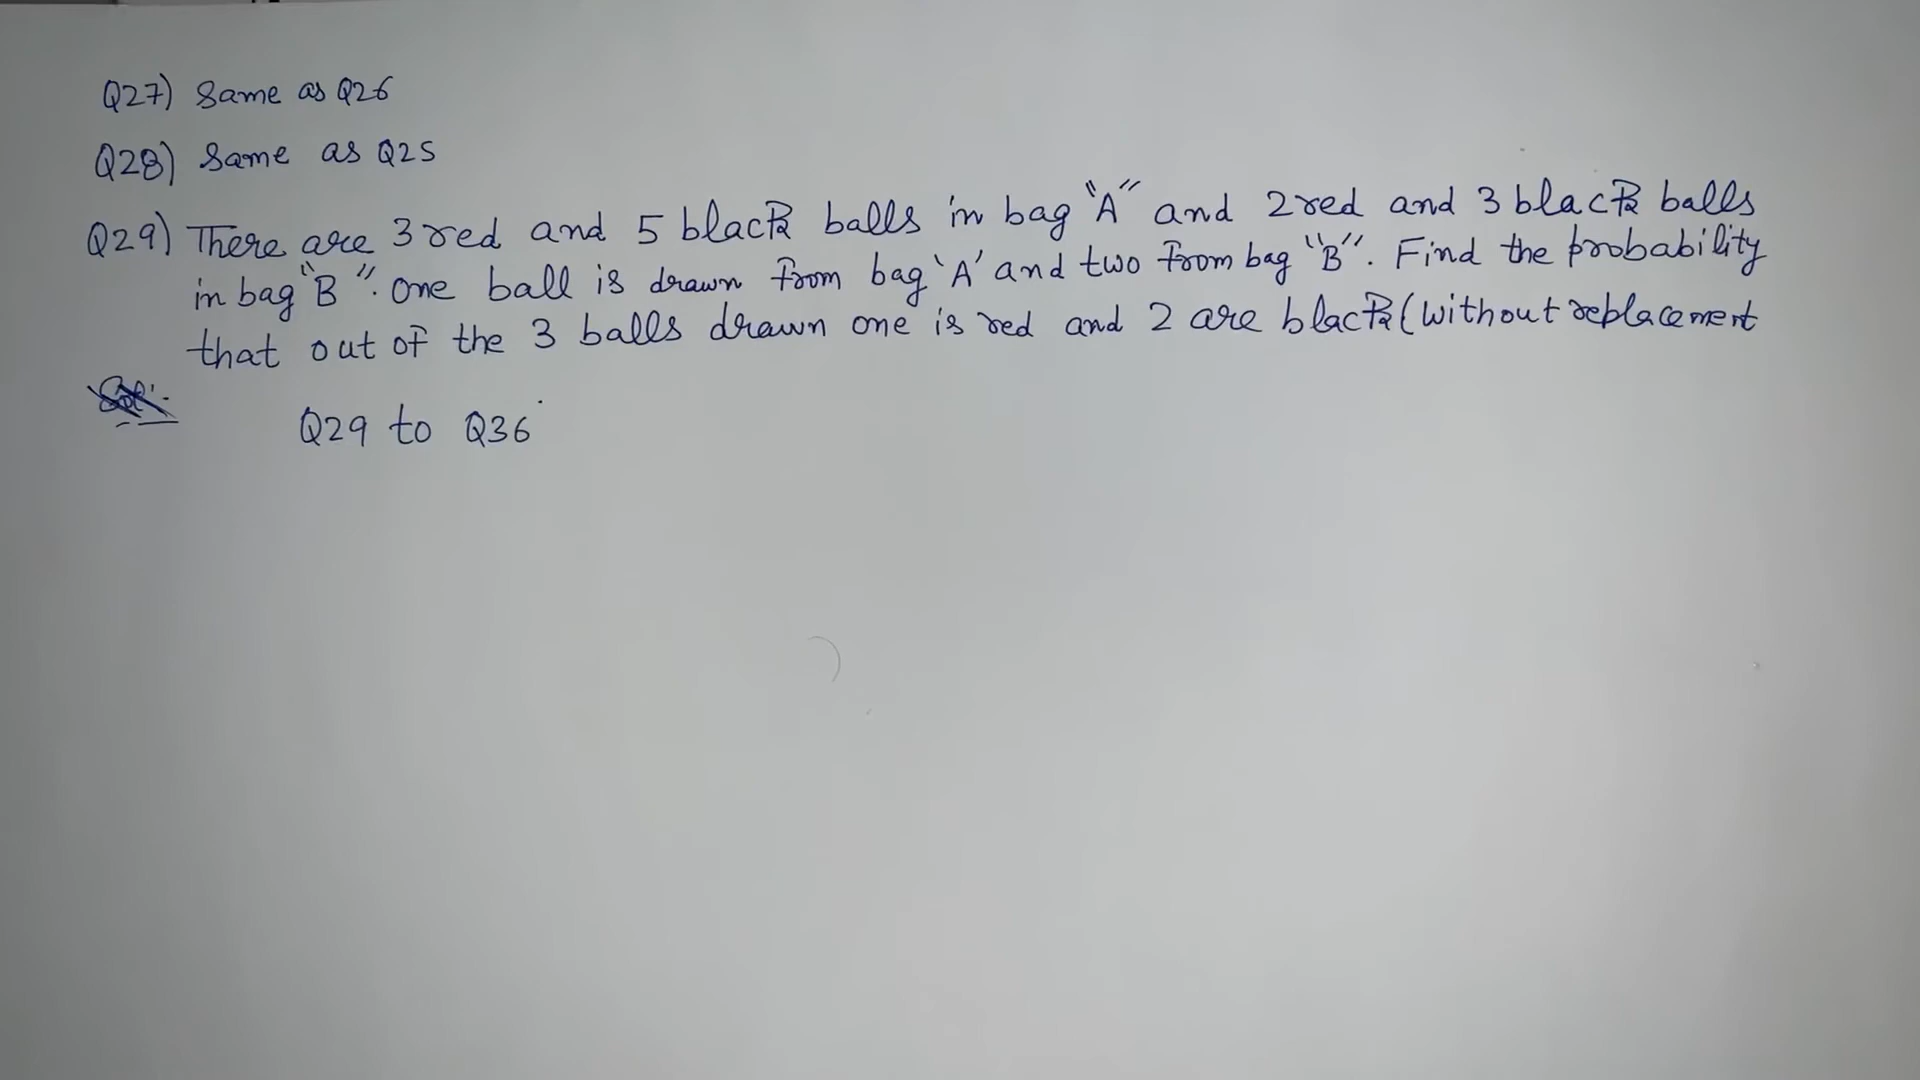 Q27) Same as Q26
Q28) Same as Q25
Q29) There are 3 red and 5 black balls in bag "A" and 2 red and 3 black balls
in bag "B". One ball is drawn from bag 'A' and two from bag "B". Find the probability
that out of the 3 balls drawn one is red and 2 are black (without replacement
Q29 to Q36